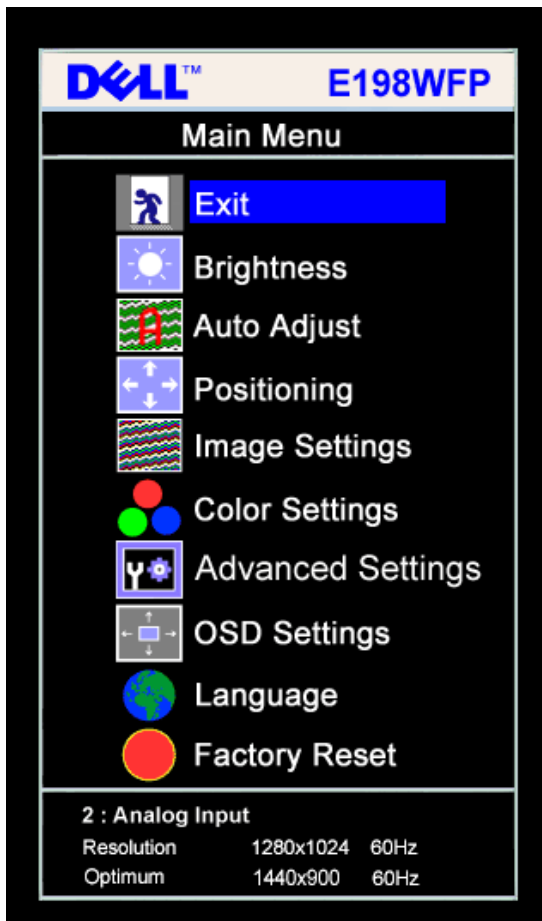 DELL™ E198WFP
Main Menu
Exit
Brightness
Auto Adjust
Positioning
Image Settings
Color Settings
Advanced Settings
OSD Settings
Language
Factory Reset
2 : Analog Input
Resolution 1280x1024 60Hz
Optimum 1440x900 60Hz